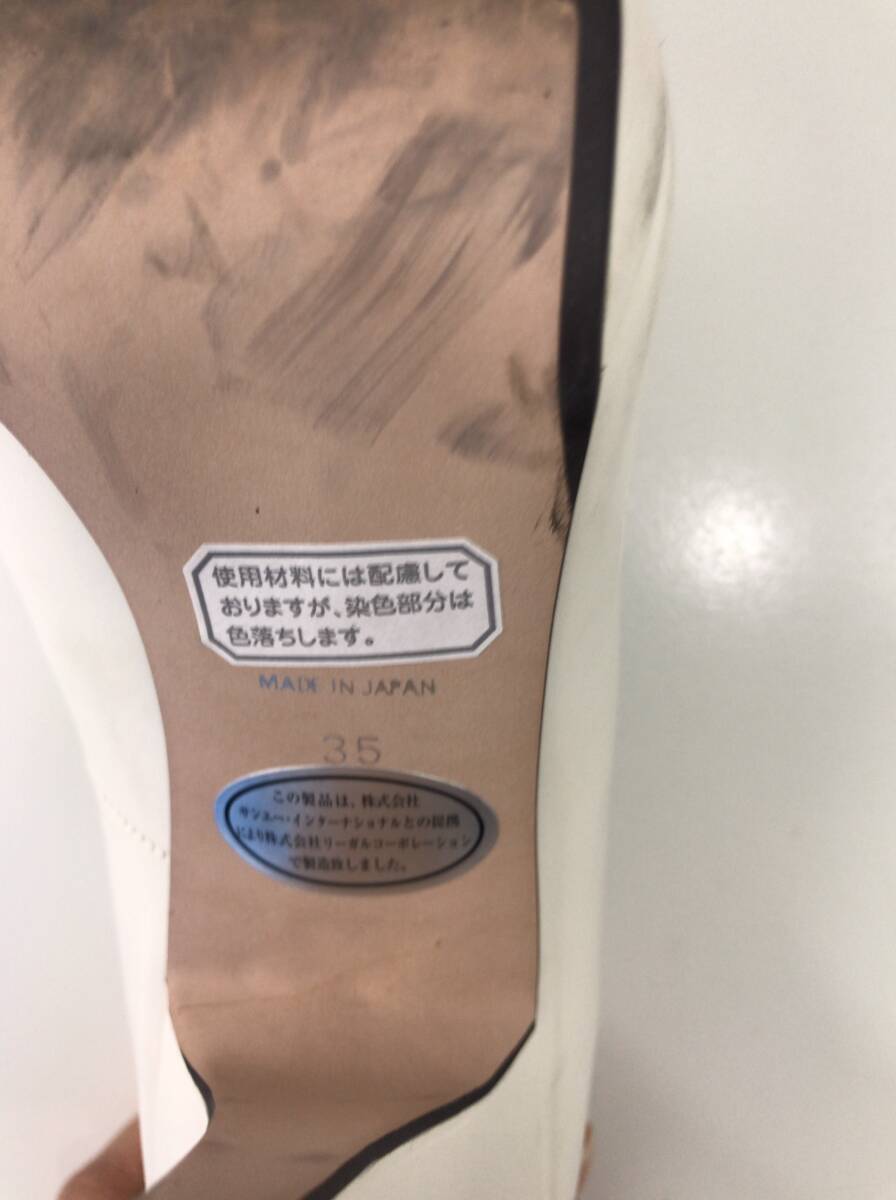 使用材料には配慮して
おりますが、染色部分は
色落ちします。
MADE IN JAPAN
35
この製品は、株式会社
サンエー・インターナショナルとの提携
により株式会社リーガルコーポレーション
で製造致しました。